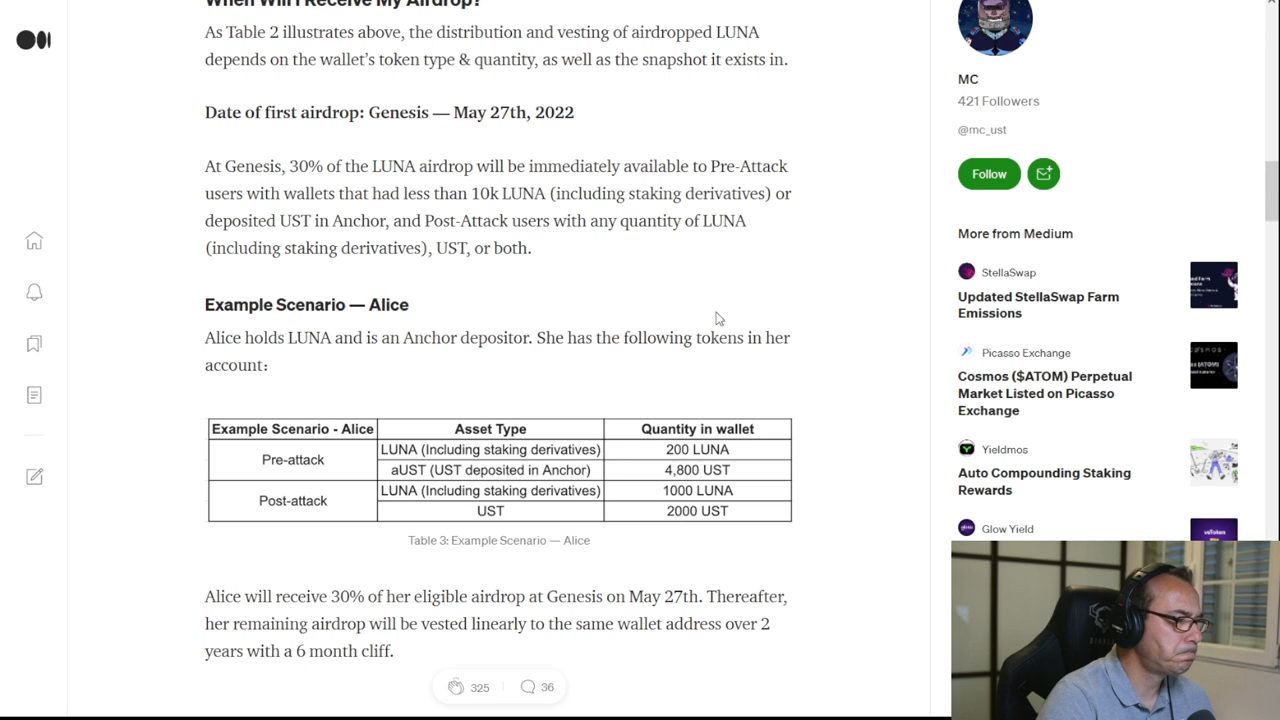 When Will I Receive My Airdrop?
As Table 2 illustrates above, the distribution and vesting of airdropped LUNA
depends on the wallet’s token type & quantity, as well as the snapshot it exists in.
Date of first airdrop: Genesis — May 27th, 2022
At Genesis, 30% of the LUNA airdrop will be immediately available to Pre-Attack
users with wallets that had less than 10k LUNA (including staking derivatives) or
deposited UST in Anchor, and Post-Attack users with any quantity of LUNA
(including staking derivatives), UST, or both.
Example Scenario — Alice
Alice holds LUNA and is an Anchor depositor. She has the following tokens in her
account:
Example Scenario - Alice Asset Type Quantity in wallet
Pre-attack LUNA (Including staking derivatives) 200 LUNA
aUST (UST deposited in Anchor) 4,800 UST
Post-attack LUNA (Including staking derivatives) 1000 LUNA
UST 2000 UST
Table 3: Example Scenario — Alice
Alice will receive 30% of her eligible airdrop at Genesis on May 27th. Thereafter,
her remaining airdrop will be vested linearly to the same wallet address over 2
years with a 6 month cliff.
325 36
MC
421 Followers
@mc_ust
Follow
More from Medium
StellaSwap
Updated StellaSwap Farm
Emissions
Picasso Exchange
Cosmos ($ATOM) Perpetual
Market Listed on Picasso
Exchange
Yieldmos
Auto Compounding Staking
Rewards
Glow Yield